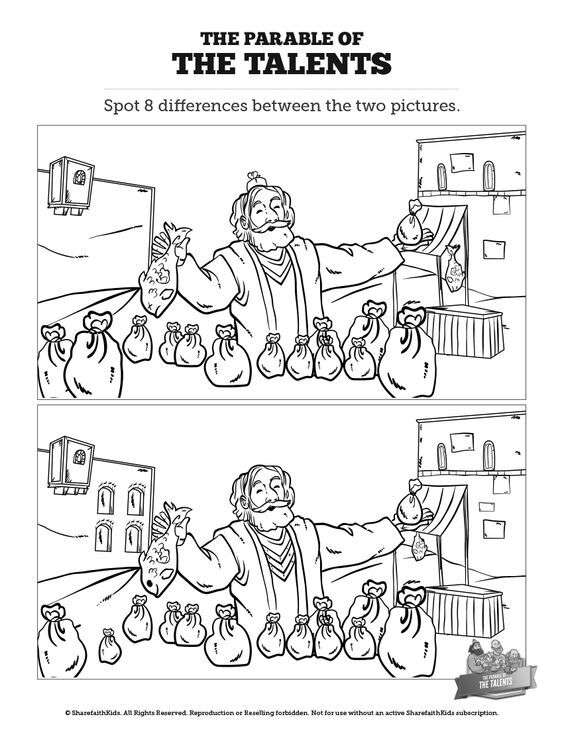 THE PARABLE OF
THE TALENTS
Spot 8 differences between the two pictures.
THE PARABLE OF
THE TALENTS
© SharefaithKids. All Rights Reserved. Reproduction or Reselling forbidden. Not for use without an active SharefaithKids subscription.